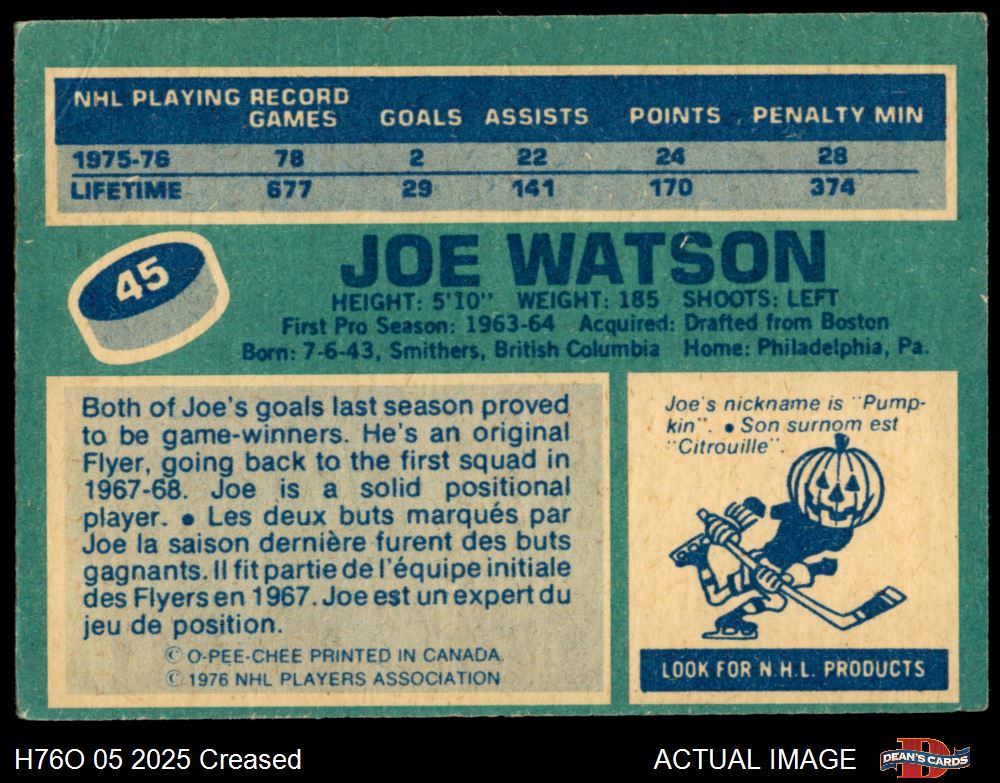 NHL PLAYING RECORD
GAMES GOALS ASSISTS POINTS PENALTY MIN
1975-76 78 2 22 24 28
LIFETIME 677 29 141 170 374
45
JOE WATSON
HEIGHT: 5'10" WEIGHT: 185 SHOOTS: LEFT
First Pro Season: 1963-64 Acquired: Drafted from Boston
Born: 7-6-43, Smithers, British Columbia Home: Philadelphia, Pa.
Both of Joe's goals last season proved
to be game-winners. He's an original
Flyer, going back to the first squad in
1967-68. Joe is a solid positional
player. • Les deux buts marqués par
Joe la saison dernière furent des buts
gagnants. Il fit partie de l'équipe initiale
des Flyers en 1967. Joe est un expert du
jeu de position.
© O-PEE-CHEE PRINTED IN CANADA
© 1976 NHL PLAYERS ASSOCIATION
Joe's nickname is "Pump-
kin". • Son surnom est
"Citrouille".
LOOK FOR N.H.L. PRODUCTS
H76O 05 2025 Creased
ACTUAL IMAGE
D
DEAN'S CARDS